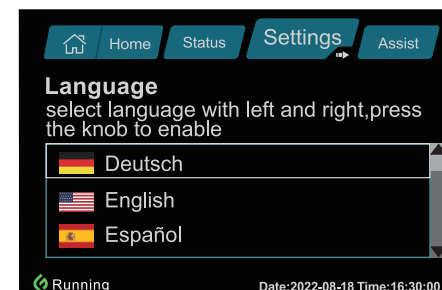 Home Status Settings Assist
Language
select language with left and right,press
the knob to enable
Deutsch
English
Español
Running Date:2022-08-18 Time:16:30:00